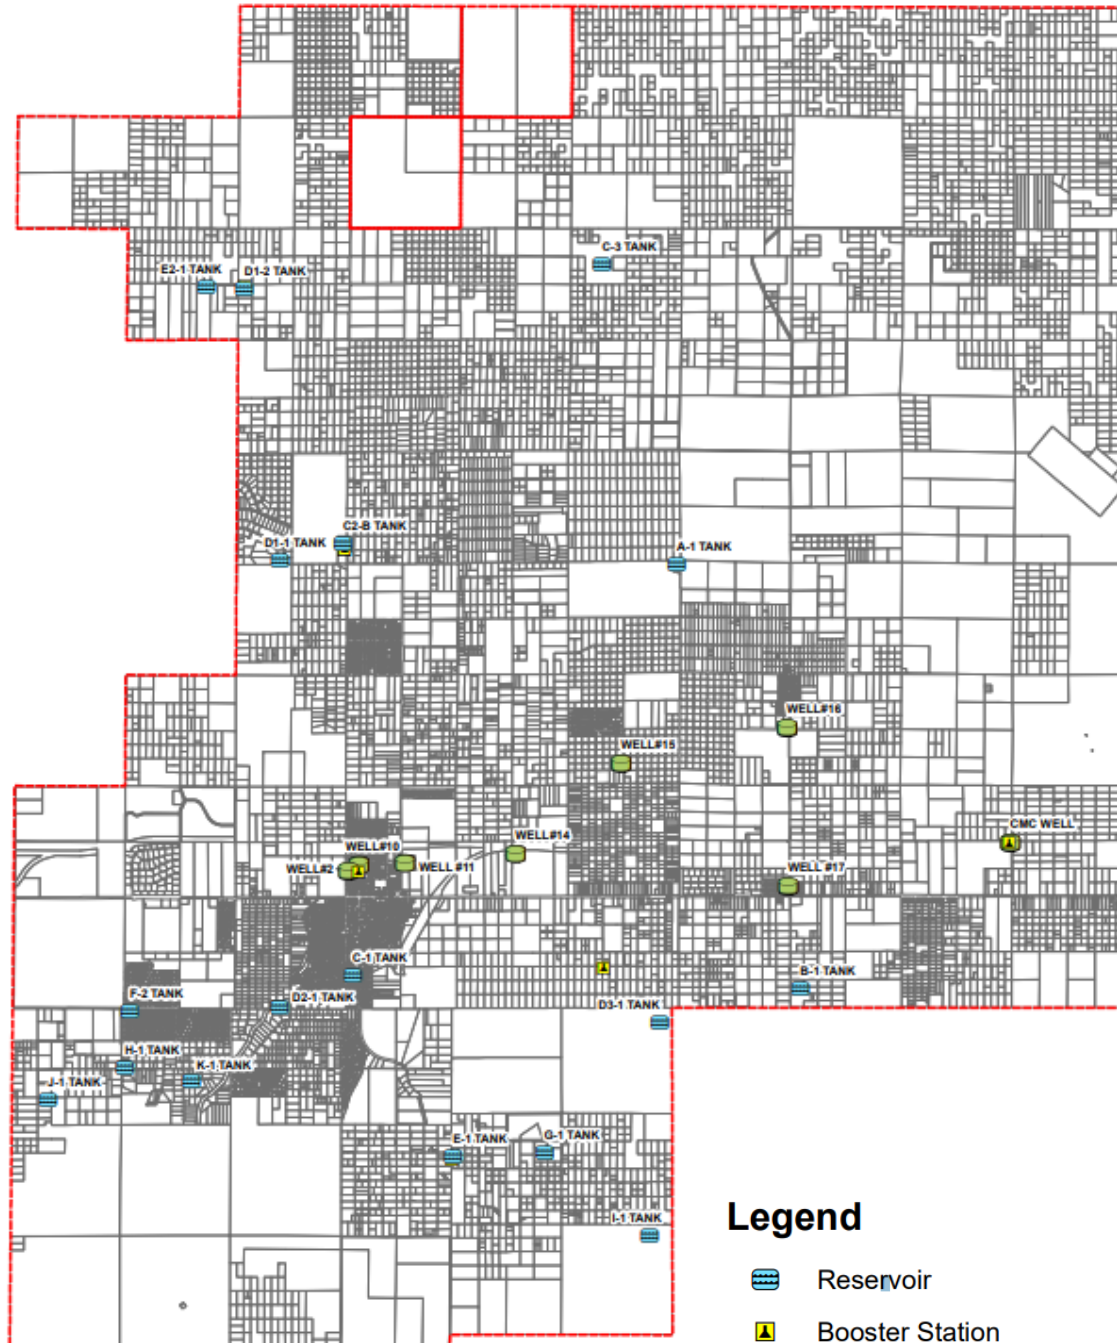 C-3 TANK
E2-1 TANK
D1-2 TANK
C2-B TANK
D1-1 TANK
A-1 TANK
WELL#16
WELL#15
CMC WELL
WELL#10
WELL#14
WELL#2
WELL #11
WELL #17
C-1 TANK
B-1 TANK
F-2 TANK
D2-1 TANK
D3-1 TANK
H-1 TANK
K-1 TANK
J-1 TANK
E-1 TANK
G-1 TANK
I-1 TANK
Legend
Reservoir
Booster Station